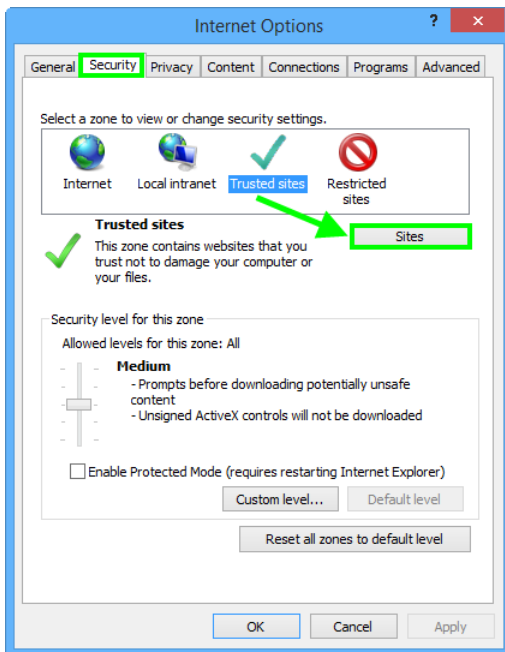 Internet Options
?
×
General Security Privacy Content Connections Programs Advanced
Select a zone to view or change security settings.
Internet Local intranet Trusted sites Restricted
sites
Trusted sites
Sites
This zone contains websites that you
trust not to damage your computer or
your files.
Security level for this zone
Allowed levels for this zone: All
Medium
- Prompts before downloading potentially unsafe
content
- Unsigned ActiveX controls will not be downloaded
Enable Protected Mode (requires restarting Internet Explorer)
Custom level... Default level
Reset all zones to default level
OK Cancel Apply